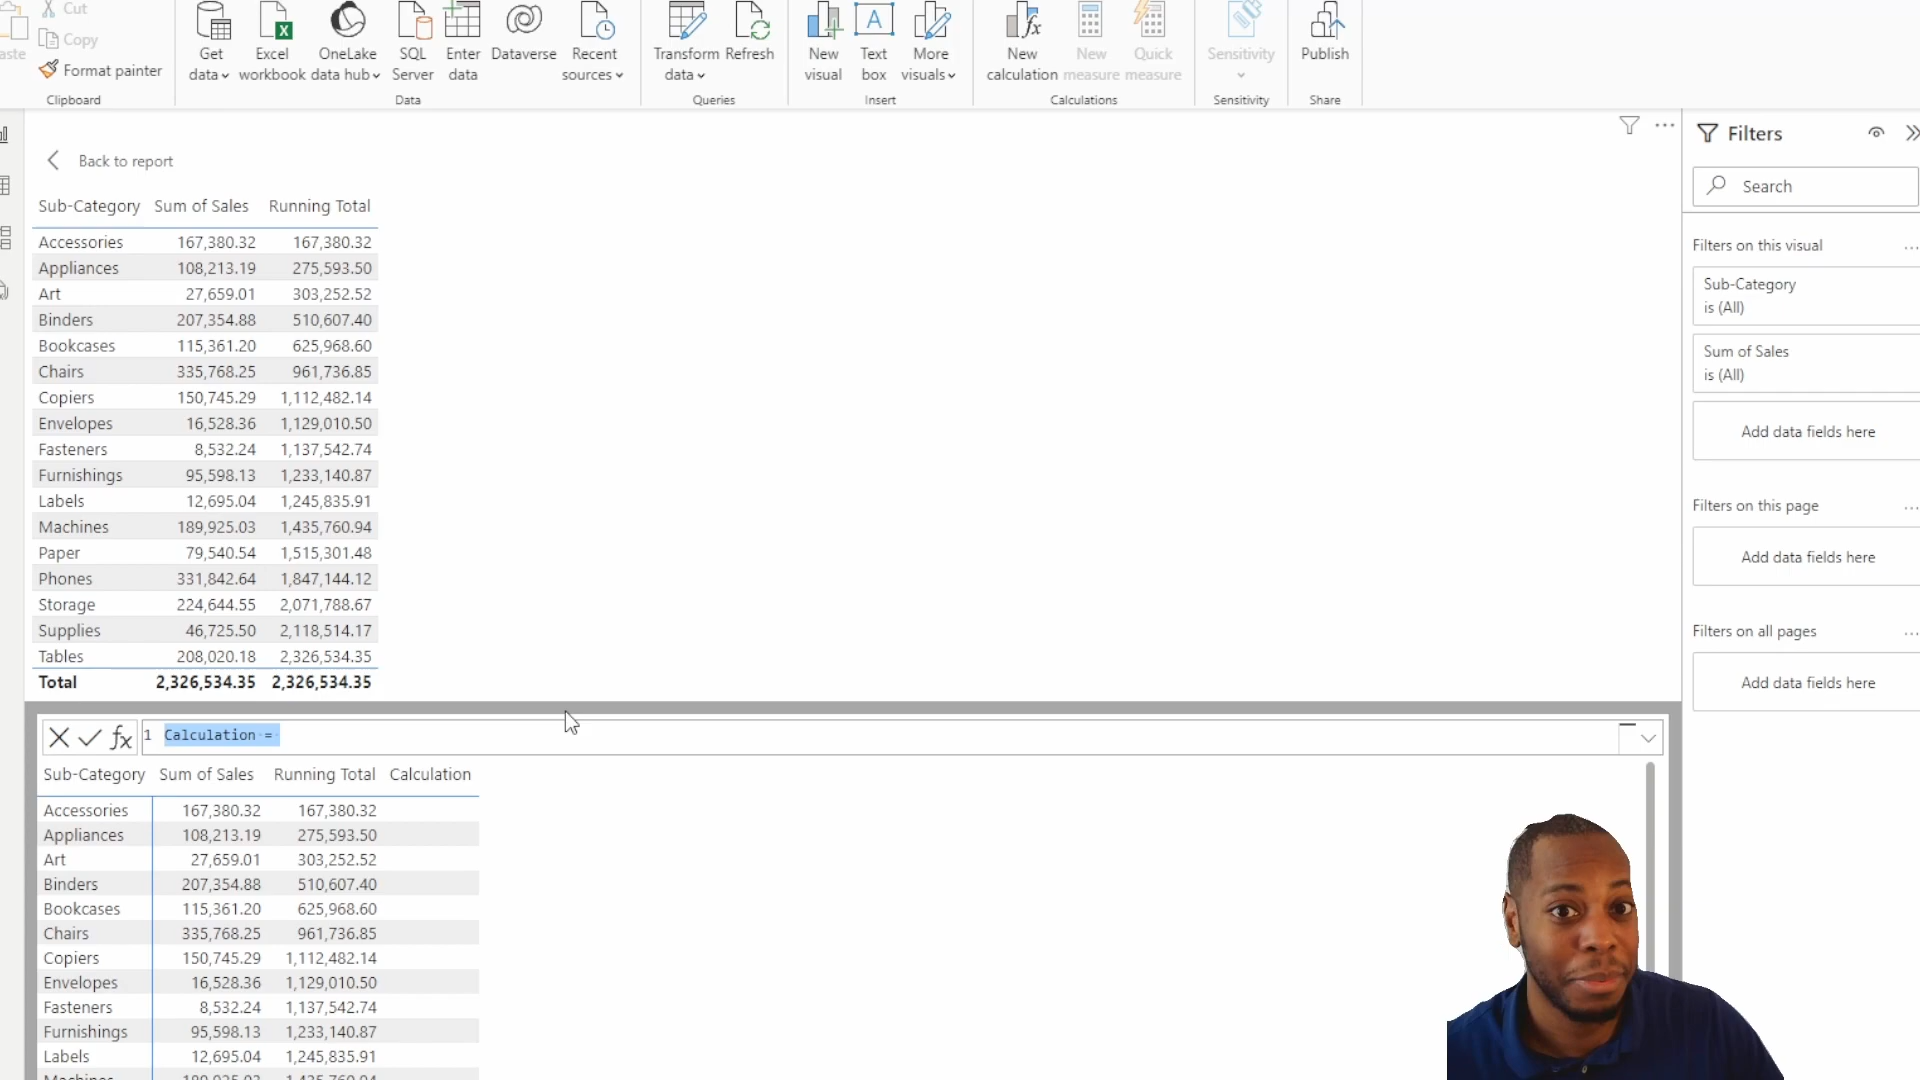 Cut
Copy
Format painter
Clipboard
Get data
Excel workbook
OneLake data hub
SQL Server
Enter data
Dataverse
Recent sources
Data
Transform data
Refresh
Queries
New visual
Text box
More visuals
Insert
New calculation
New measure
Quick measure
Calculations
Sensitivity
Sensitivity
Publish
Share
Back to report
Sub-Category Sum of Sales Running Total
Accessories 167,380.32 167,380.32
Appliances 108,213.19 275,593.50
Art 27,659.01 303,252.52
Binders 207,354.88 510,607.40
Bookcases 115,361.20 625,968.60
Chairs 335,768.25 961,736.85
Copiers 150,745.29 1,112,482.14
Envelopes 16,528.36 1,129,010.50
Fasteners 8,532.24 1,137,542.74
Furnishings 95,598.13 1,233,140.87
Labels 12,695.04 1,245,835.91
Machines 189,925.03 1,435,760.94
Paper 79,540.54 1,515,301.48
Phones 331,842.64 1,847,144.12
Storage 224,644.55 2,071,788.67
Supplies 46,725.50 2,118,514.17
Tables 208,020.18 2,326,534.35
Total 2,326,534.35 2,326,534.35
1 Calculation =
Sub-Category Sum of Sales Running Total Calculation
Accessories 167,380.32 167,380.32
Appliances 108,213.19 275,593.50
Art 27,659.01 303,252.52
Binders 207,354.88 510,607.40
Bookcases 115,361.20 625,968.60
Chairs 335,768.25 961,736.85
Copiers 150,745.29 1,112,482.14
Envelopes 16,528.36 1,129,010.50
Fasteners 8,532.24 1,137,542.74
Furnishings 95,598.13 1,233,140.87
Labels 12,695.04 1,245,835.91
Filters
Search
Filters on this visual
Sub-Category
is (All)
Sum of Sales
is (All)
Add data fields here
Filters on this page
Add data fields here
Filters on all pages
Add data fields here